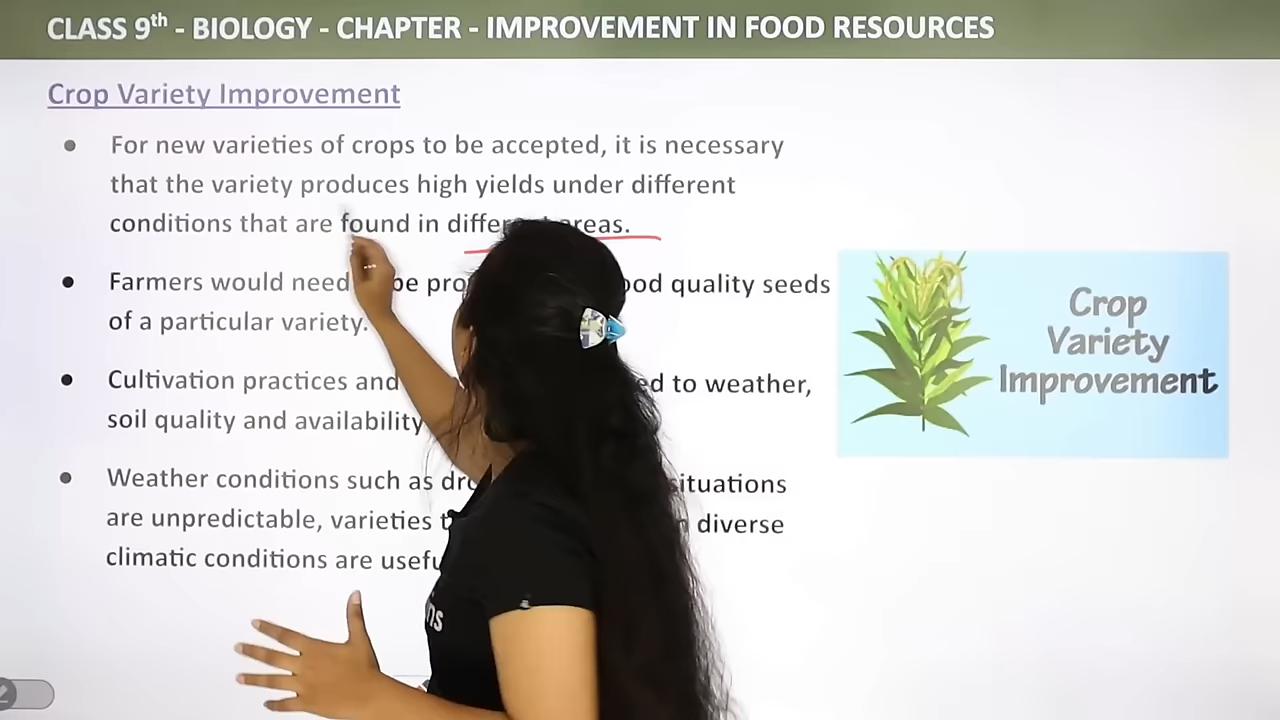 CLASS 9th - BIOLOGY - CHAPTER - IMPROVEMENT IN FOOD RESOURCES
Crop Variety Improvement
• For new varieties of crops to be accepted, it is necessary
that the variety produces high yields under different
conditions that are found in different areas.
• Farmers would need be quality seeds
of a particular variety.
• Cultivation practices and to weather,
soil quality and availability
• Weather conditions such as situations
are unpredictable, varieties diverse
climatic conditions are
Crop
Variety
Improvement